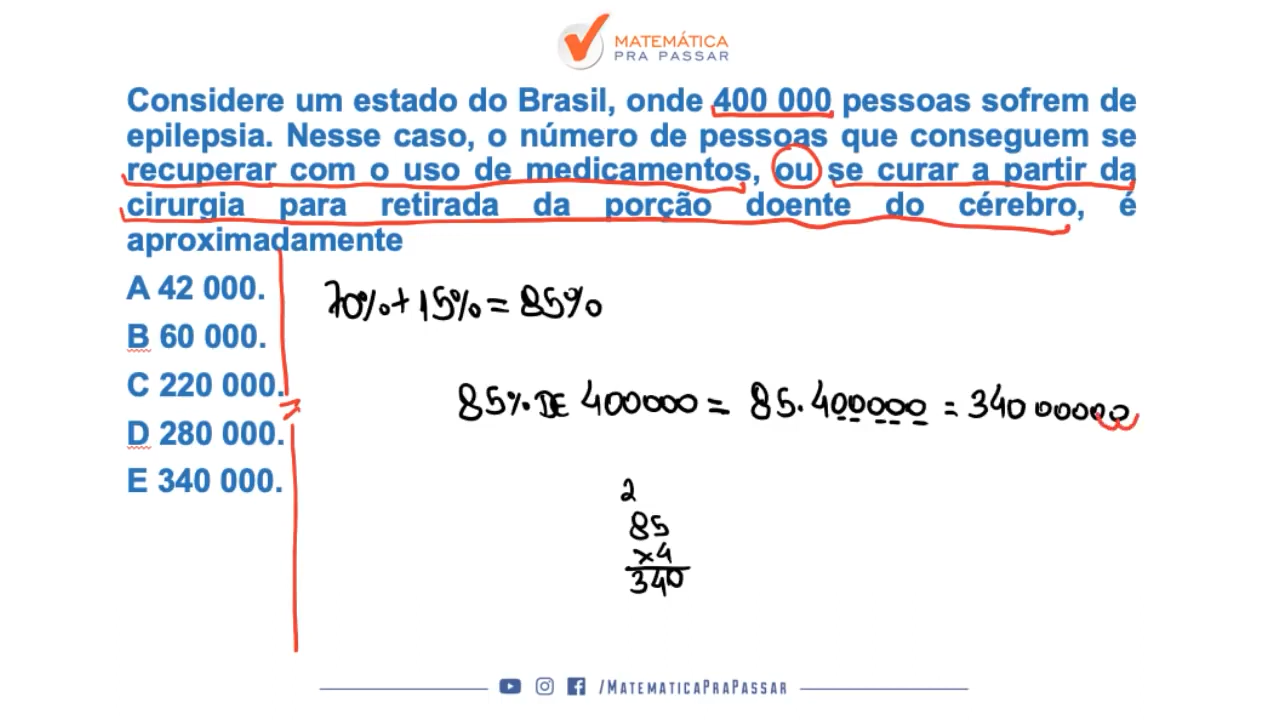 MATEMÁTICA
PRA PASSAR
Considere um estado do Brasil, onde 400 000 pessoas sofrem de
epilepsia. Nesse caso, o número de pessoas que conseguem se
recuperar com o uso de medicamentos, ou se curar a partir da
cirurgia para retirada da porção doente do cérebro, é
aproximadamente
A 42 000.
B 60 000.
C 220 000.
D 280 000.
E 340 000.
70% + 15% = 85%
85% DE 400000 = 85.400000 = 34000000
2
85
x4
340
/MATEMATICAPRAPASSAR